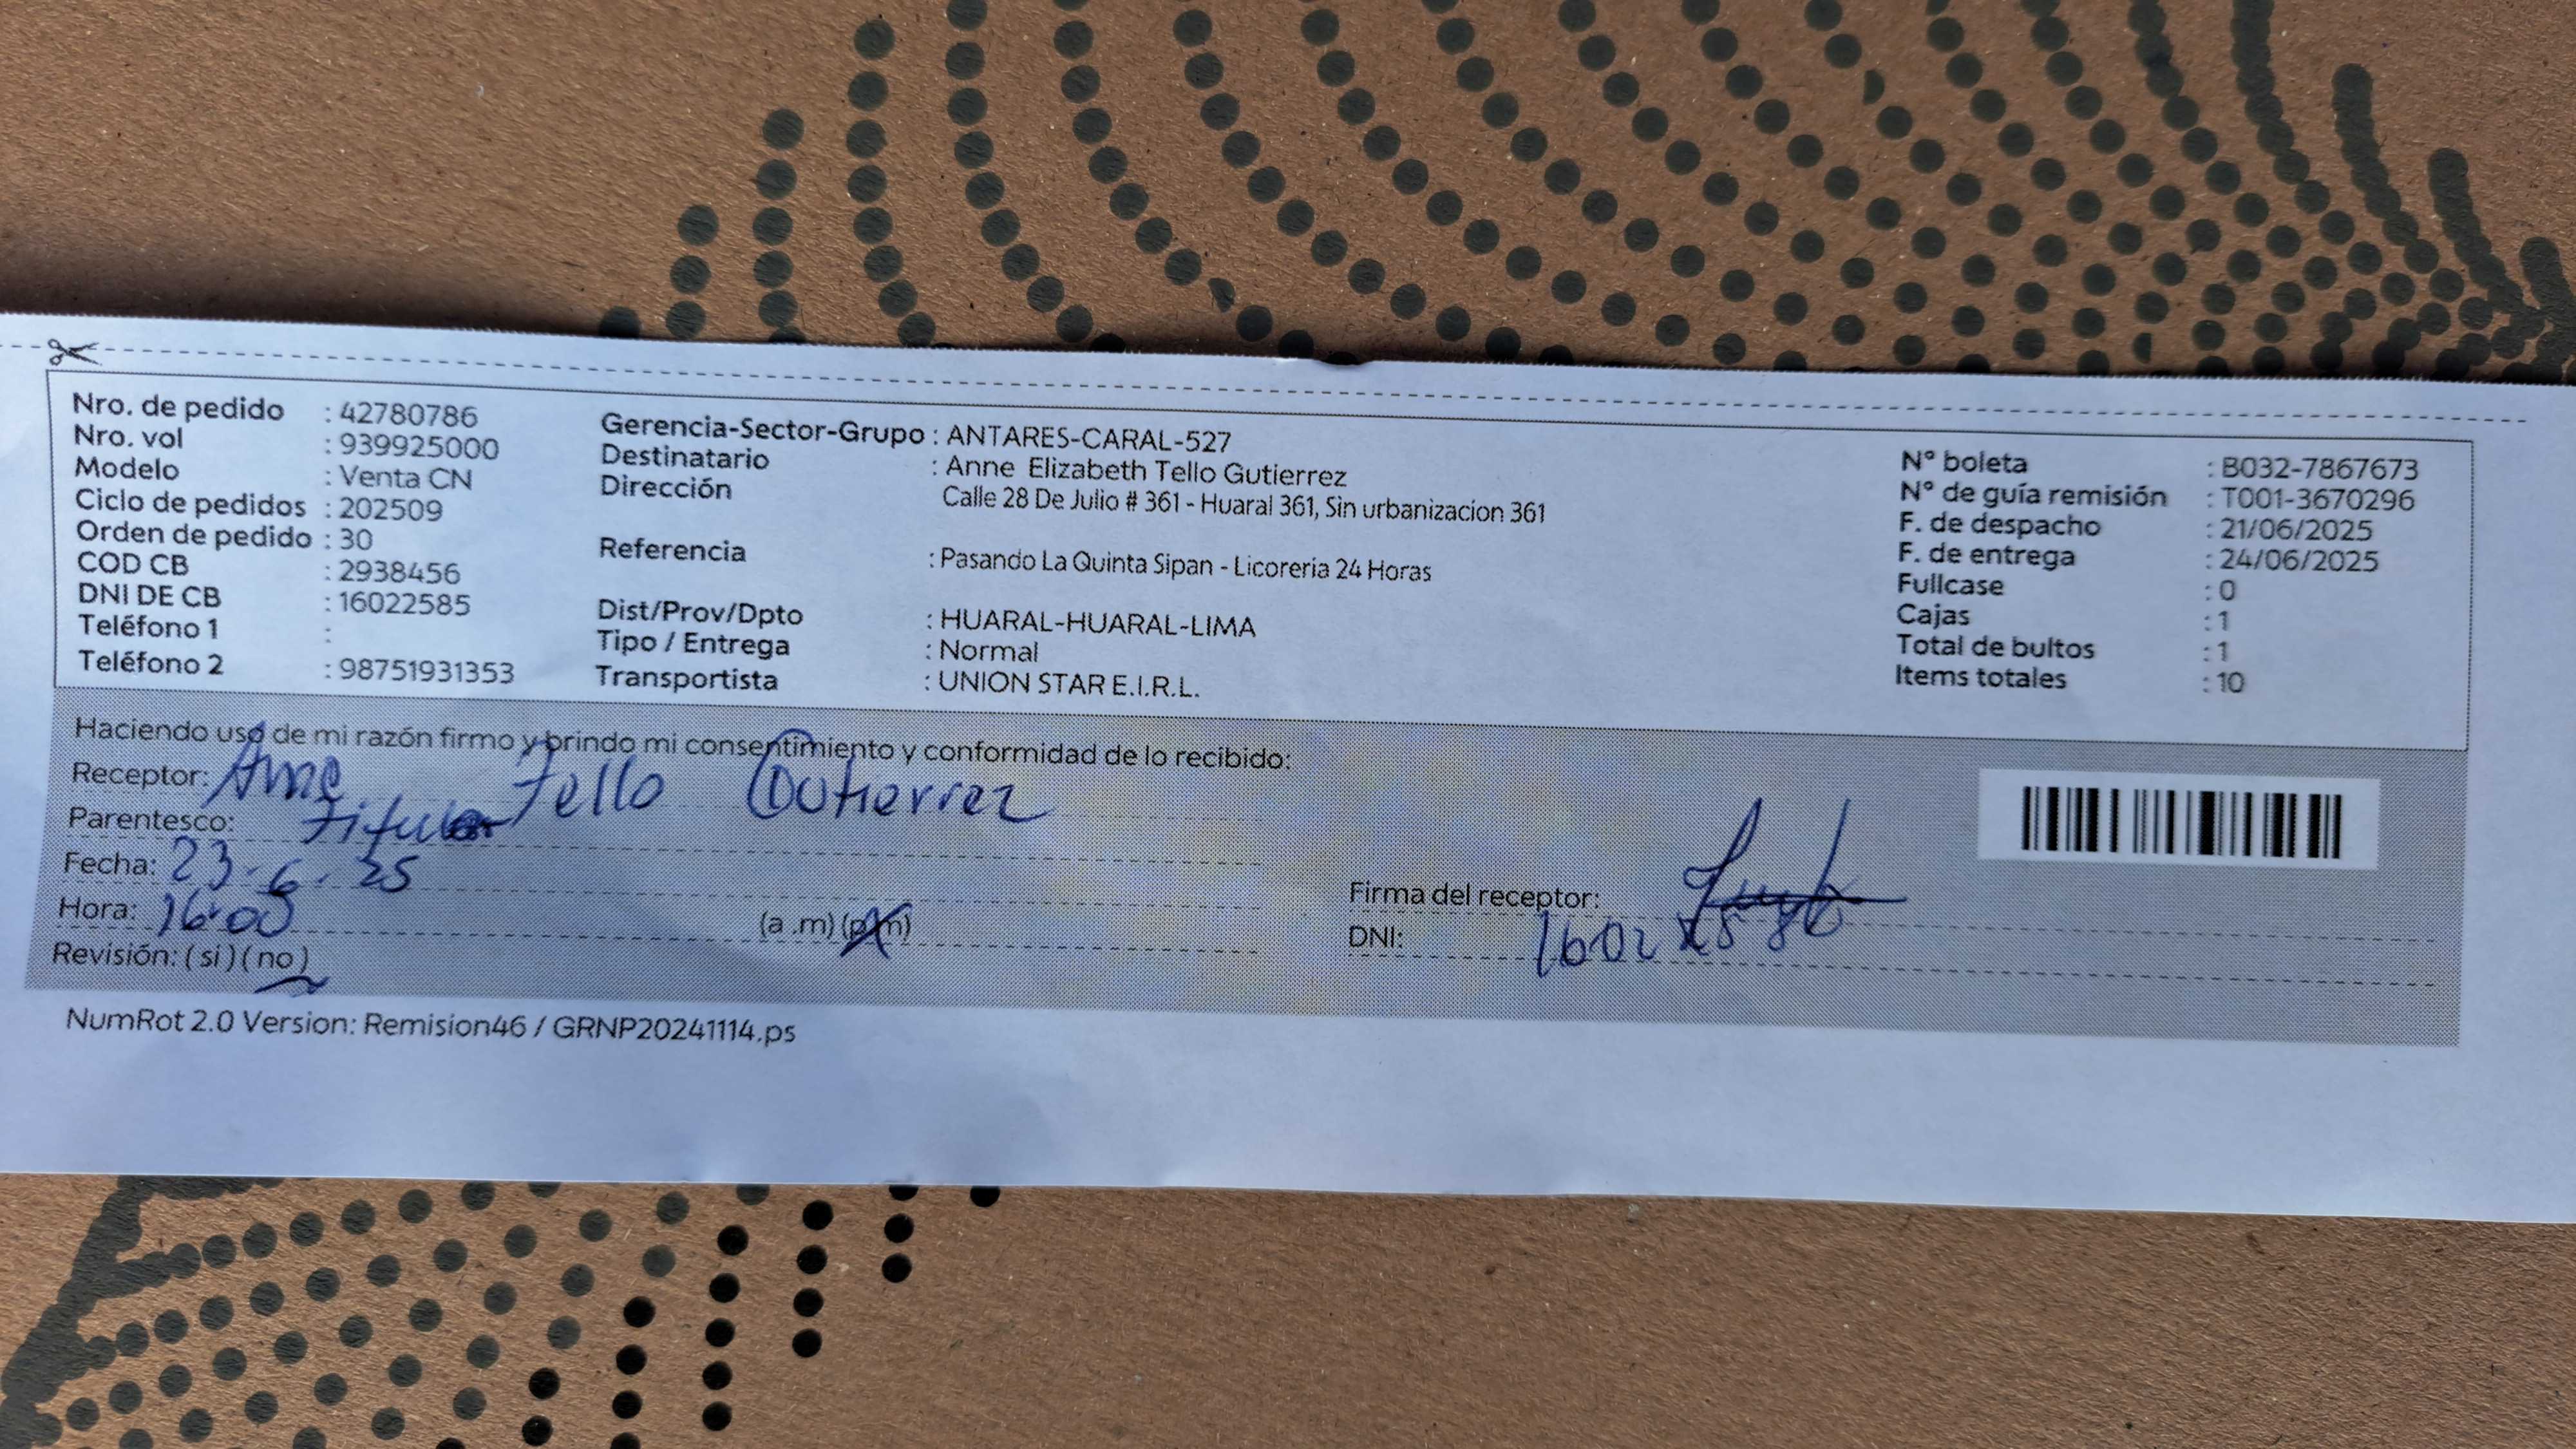 Nro. de pedido : 42780786
Nro. vol : 939925000
Modelo : Venta CN
Ciclo de pedidos : 202509
Orden de pedido : 30
COD CB : 2938456
DNI DE CB : 16022585
Teléfono 1 :
Teléfono 2 : 98751931353
Gerencia-Sector-Grupo : ANTARES-CARAL-527
Destinatario : Anne Elizabeth Tello Gutierrez
Dirección Calle 28 De Julio # 361 - Huaral 361, Sin urbanizacion 361
Referencia : Pasando La Quinta Sipan - Licoreria 24 Horas
Dist/Prov/Dpto : HUARAL-HUARAL-LIMA
Tipo / Entrega : Normal
Transportista : UNION STAR E.I.R.L.
N° boleta : B032-7867673
N° de guía remisión : T001-3670296
F. de despacho : 21/06/2025
F. de entrega : 24/06/2025
Fullcase : 0
Cajas : 1
Total de bultos : 1
Items totales : 10
Haciendo uso de mi razón firmo y brindo mi consentimiento y conformidad de lo recibido:
Receptor: Anne Tello Gutierrez
Parentesco: Titular
Fecha: 23-6-25
Hora: 16:00 (a .m) (p.m)
Revisión: ( si ) ( no )
Firma del receptor:
DNI:
NumRot 2.0 Version: Remision46 / GRNP20241114.ps